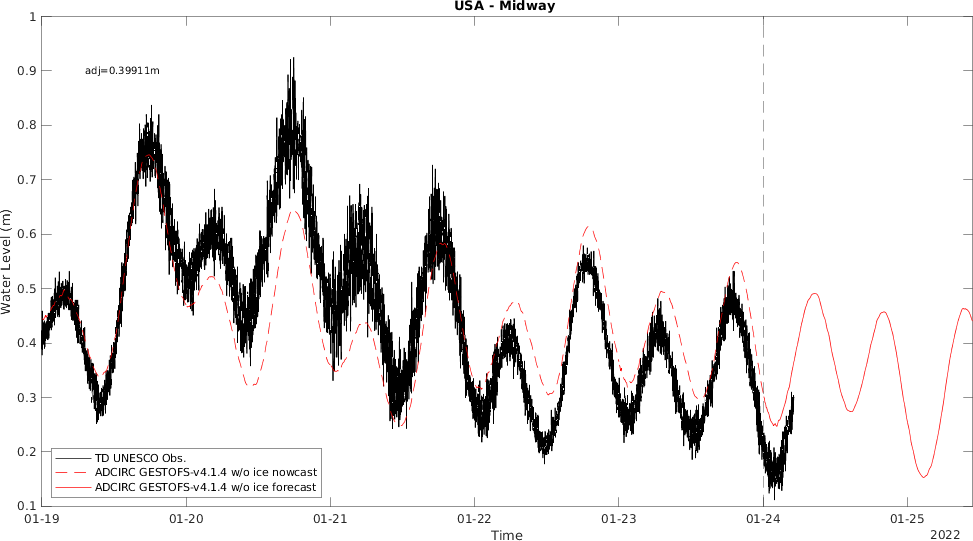 USA - Midway
adj=0.39911m
Water Level (m)
1
0.9
0.8
0.7
0.6
0.5
0.4
0.3
0.2
0.1
TD UNESCO Obs.
ADCIRC GESTOFS-v4.1.4 w/o ice nowcast
ADCIRC GESTOFS-v4.1.4 w/o ice forecast
01-19 01-20 01-21 01-22 01-23 01-24 01-25
Time
2022